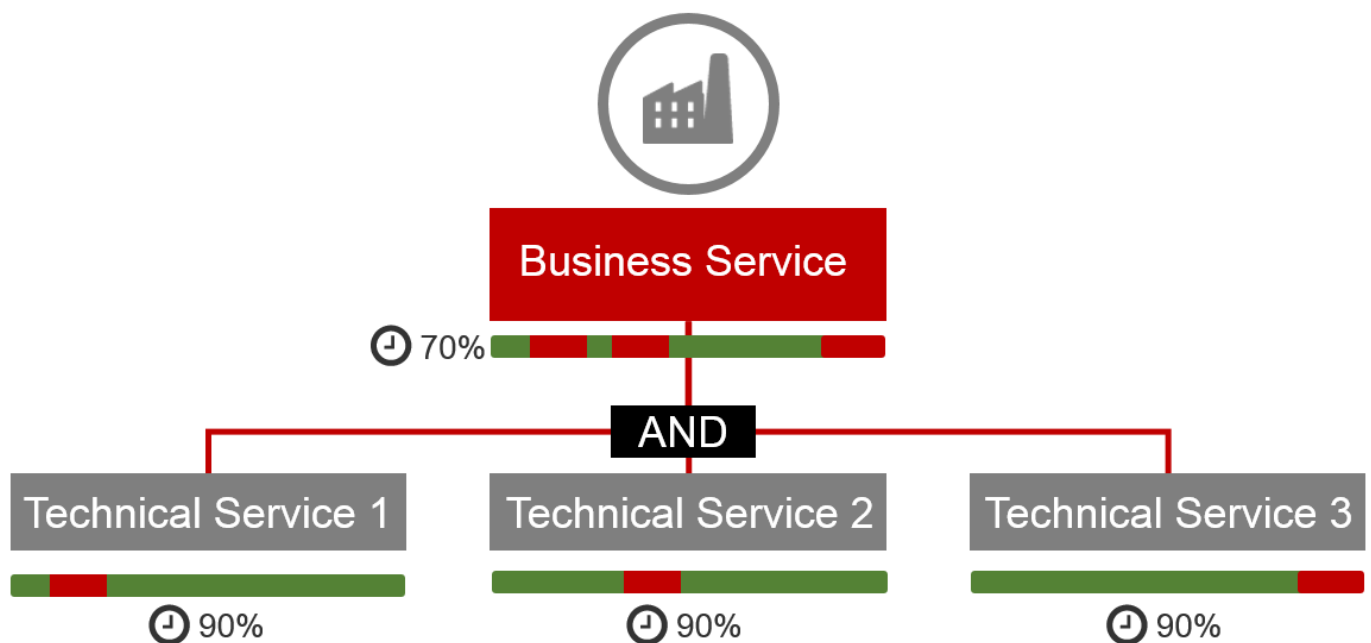 Business Service
70%
AND
Technical Service 1
Technical Service 2
Technical Service 3
90%
90%
90%